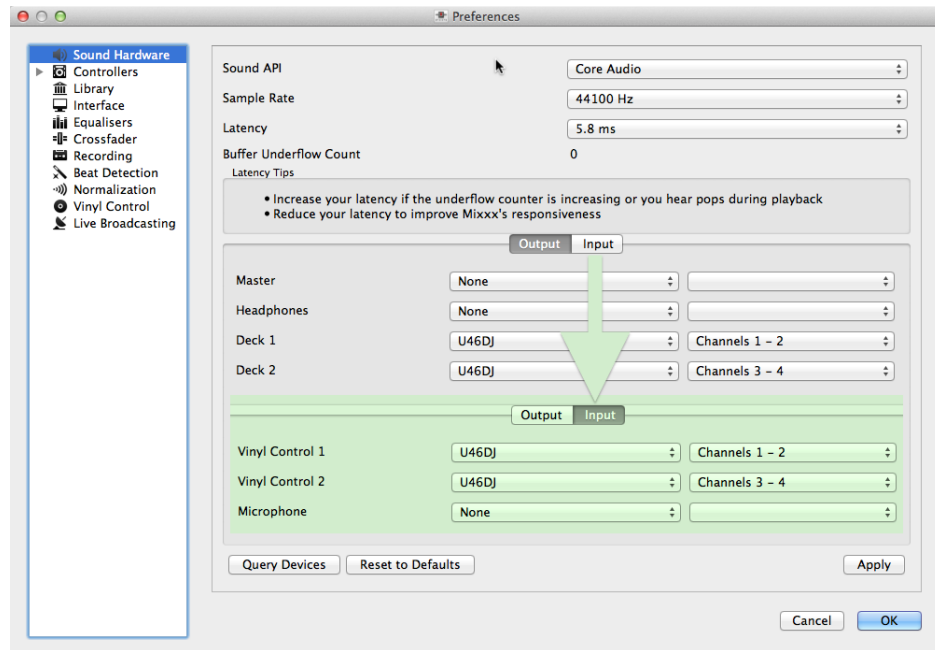 Preferences
Sound Hardware
Controllers
Library
Interface
Equalisers
Crossfader
Recording
Beat Detection
Normalization
Vinyl Control
Live Broadcasting
Sound API Core Audio
Sample Rate 44100 Hz
Latency 5.8 ms
Buffer Underflow Count 0
Latency Tips
• Increase your latency if the underflow counter is increasing or you hear pops during playback
• Reduce your latency to improve Mixxx's responsiveness
Output Input
Master None
Headphones None
Deck 1 U46DJ Channels 1 – 2
Deck 2 U46DJ Channels 3 – 4
Output Input
Vinyl Control 1 U46DJ Channels 1 – 2
Vinyl Control 2 U46DJ Channels 3 – 4
Microphone None
Query Devices Reset to Defaults Apply
Cancel OK